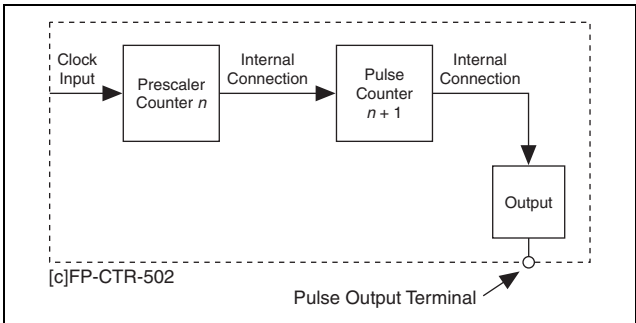 Clock
Input
Prescaler
Counter n
Internal
Connection
Pulse
Counter
n + 1
Internal
Connection
Output
[c]FP-CTR-502
Pulse Output Terminal